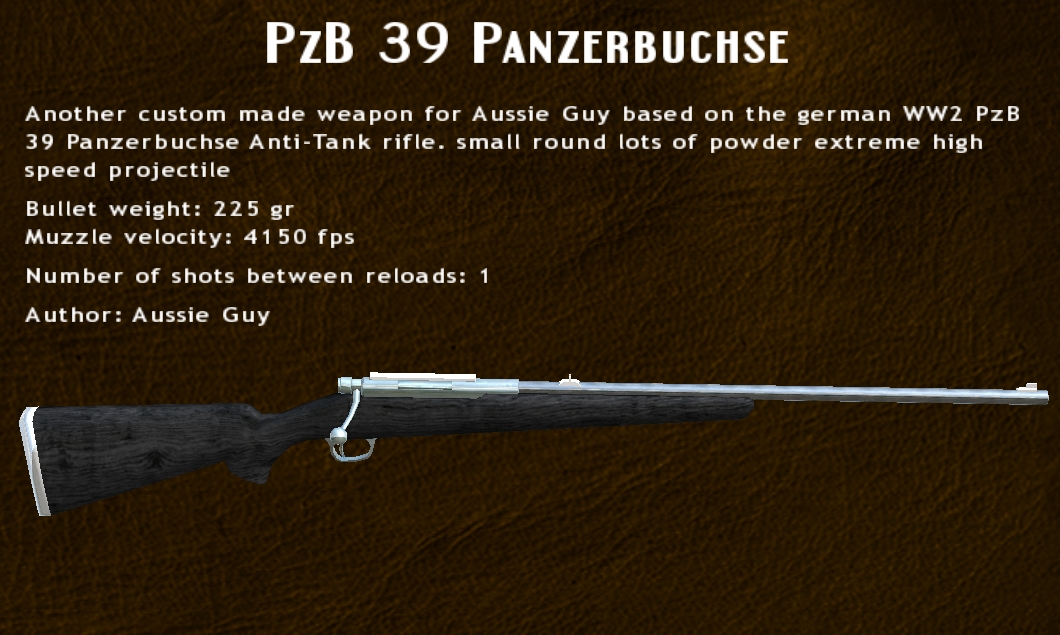 PzB 39 Panzerbuchse
Another custom made weapon for Aussie Guy based on the german WW2 PzB
39 Panzerbuchse Anti-Tank rifle. small round lots of powder extreme high
speed projectile
Bullet weight: 225 gr
Muzzle velocity: 4150 fps
Number of shots between reloads: 1
Author: Aussie Guy